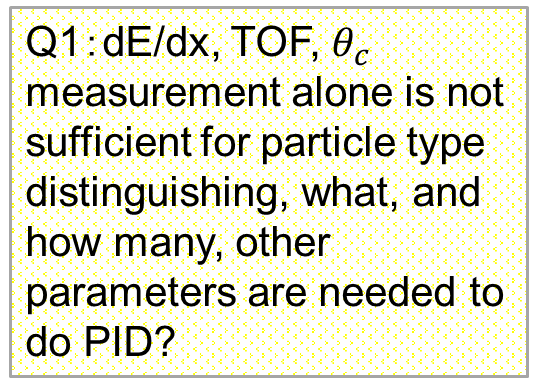 Q1:dE/dx, TOF, θc
measurement alone is not
sufficient for particle type
distinguishing, what, and
how many, other
parameters are needed to
do PID?